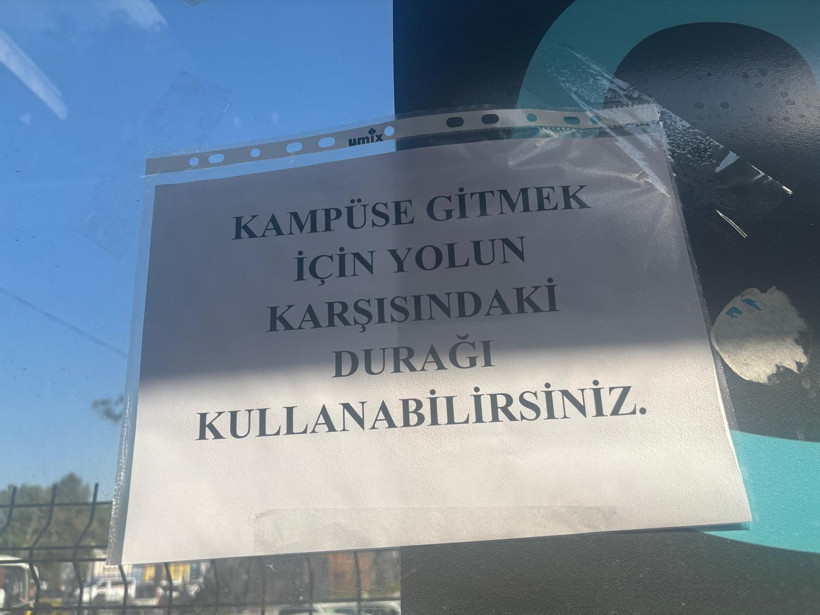 umix
KAMPÜSE GİTMEK
İÇİN YOLUN
KARŞISINDAKİ
DURAĞI
KULLANABİLİRSİNİZ.